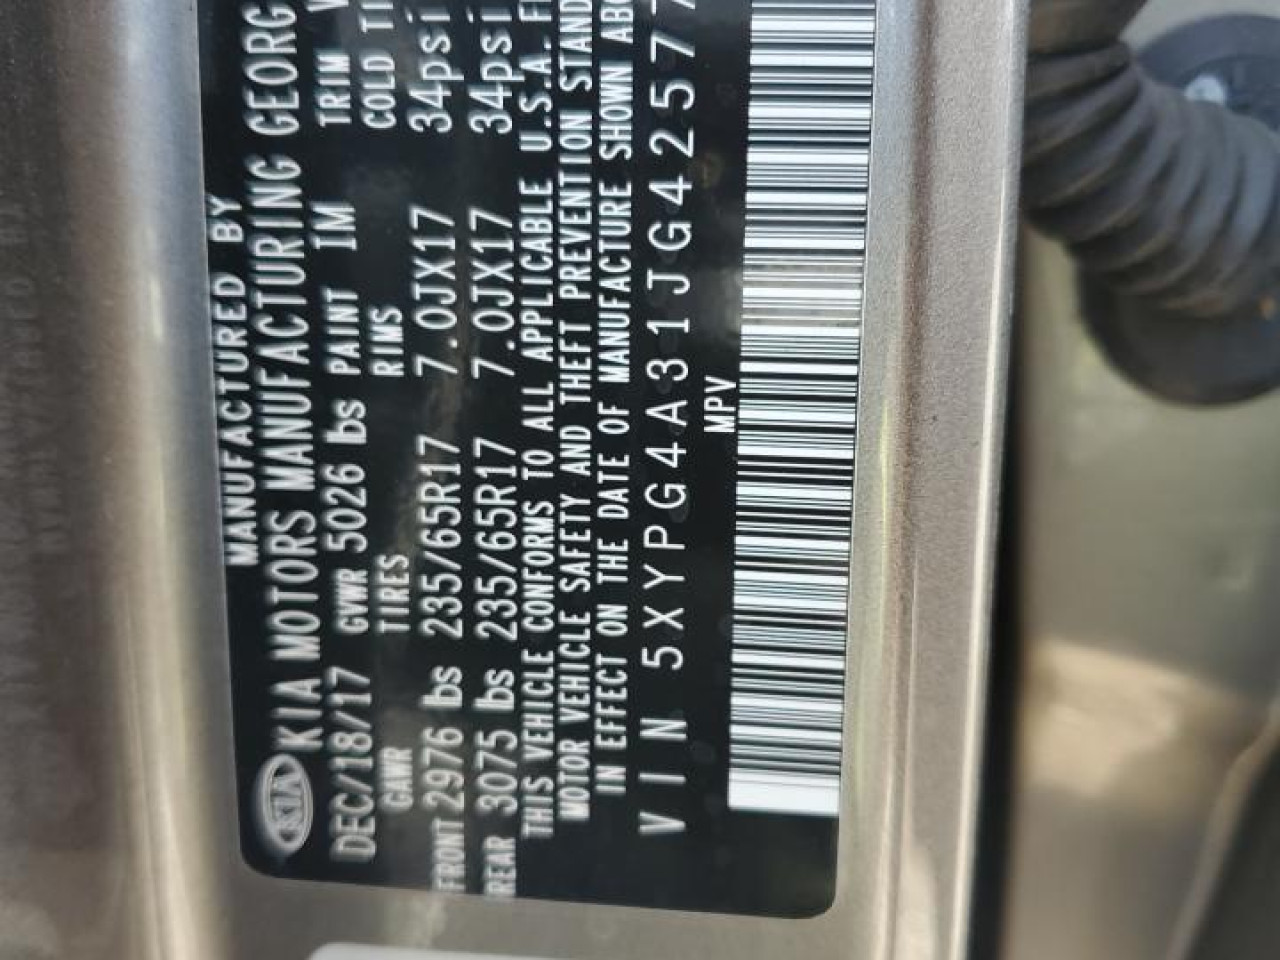 MANUFACTURED BY
KIA KIA MOTORS MANUFACTURING GEORG
DEC/18/17 GVWR 5026 lbs PAINT IM TRIM V
GAWR TIRES RIMS COLD TI
FRONT 2976 lbs 235/65R17 7.0JX17 34psi
REAR 3075 lbs 235/65R17 7.0JX17 34psi
THIS VEHICLE CONFORMS TO ALL APPLICABLE U.S.A. F
MOTOR VEHICLE SAFETY AND THEFT PREVENTION STAND
IN EFFECT ON THE DATE OF MANUFACTURE SHOWN ABO
VIN 5XYPG4A31JG42577
MPV